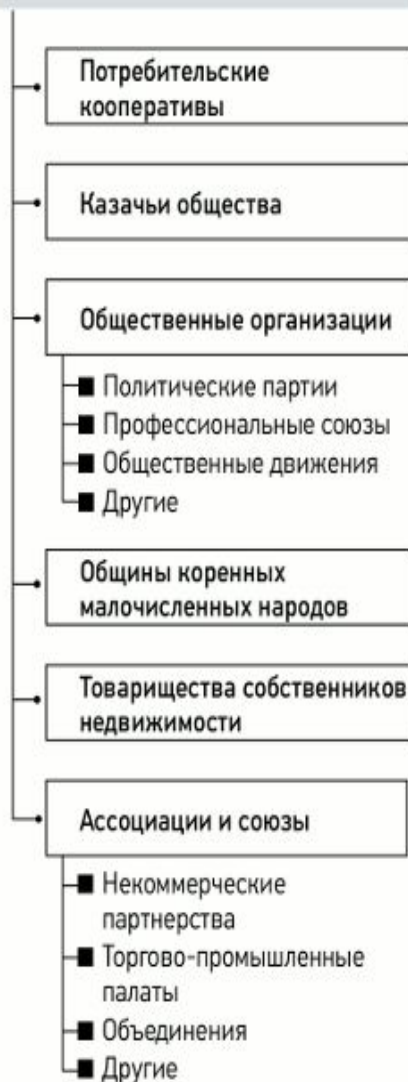 Потребительские
кооперативы
Казачьи общества
Общественные организации
Политические партии
Профессиональные союзы
Общественные движения
Другие
Общины коренных
малочисленных народов
Товарищества собственников
недвижимости
Ассоциации и союзы
Некоммерческие
партнерства
Торгово-промышленные
палаты
Объединения
Другие